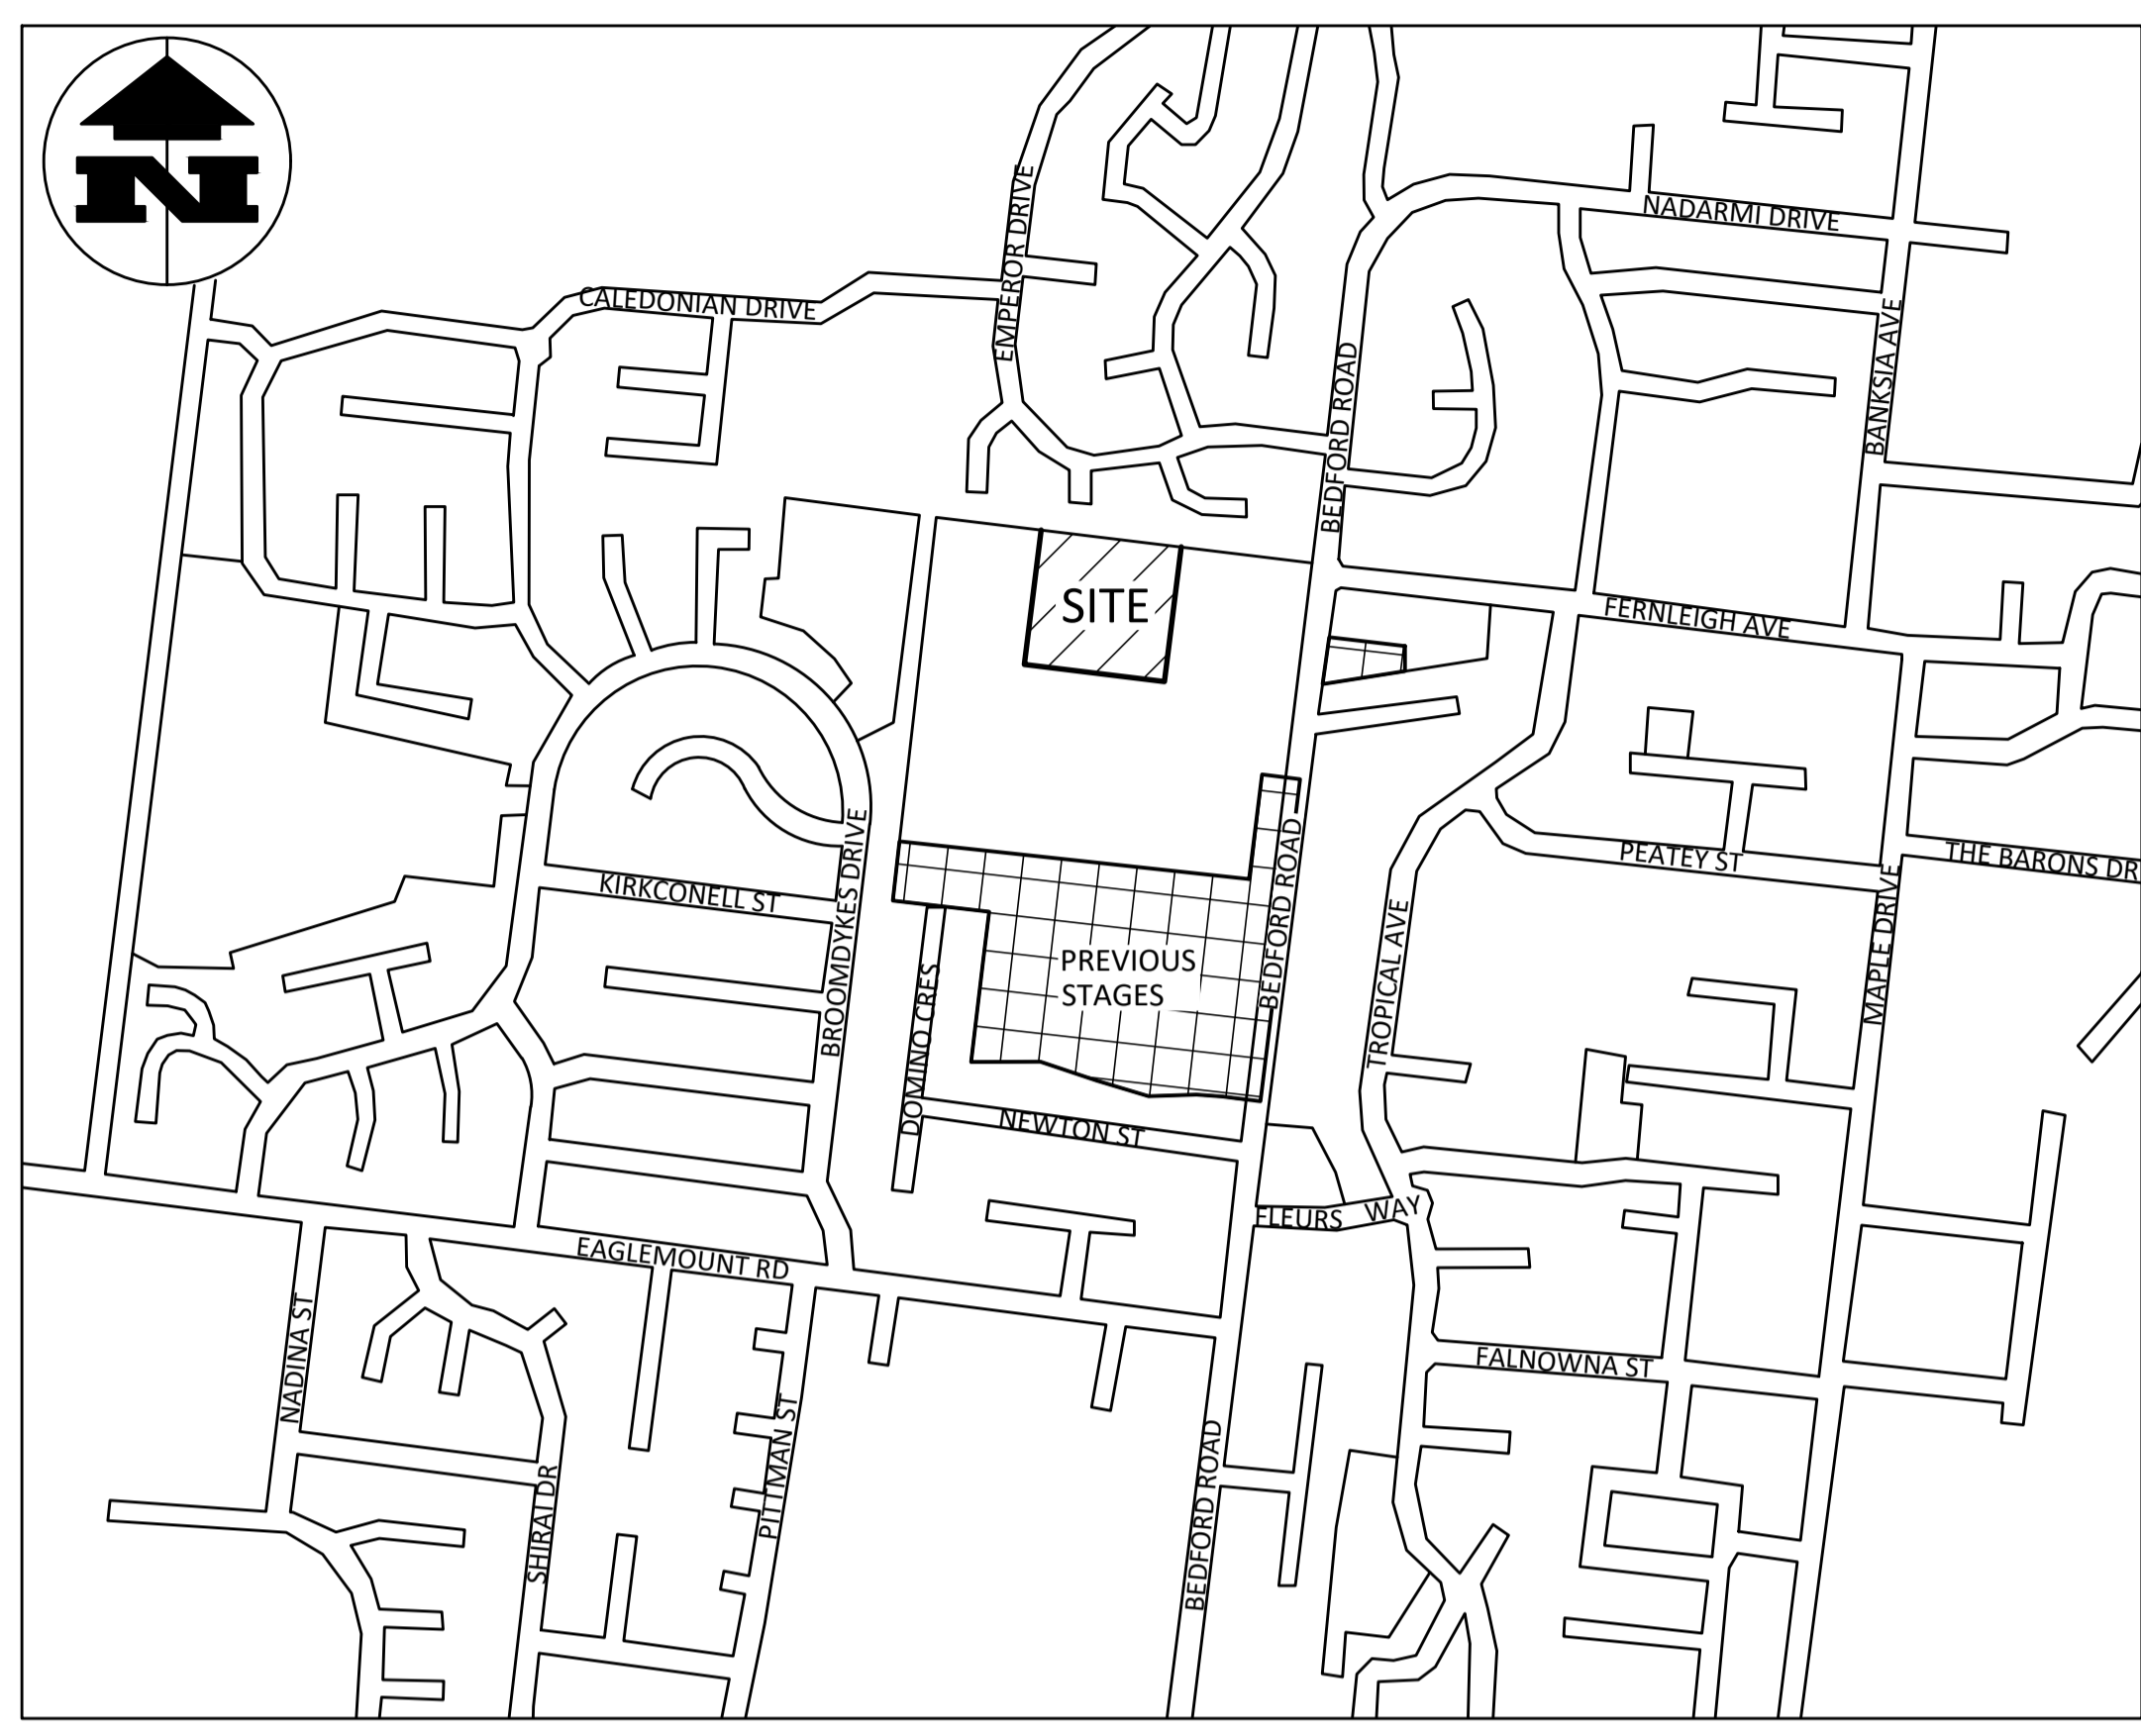 N
NADARMI DRIVE
EMPEROR DRIVE
CALEDONIAN DRIVE
BANKSIA AVE
BEDFORD ROAD
SITE
FERNLEIGH AVE
PEATEY ST
THE BARONS DR
KIRKCONELL ST
BROOMDYKES DRIVE
BEDFORD ROAD
TROPICAL AVE
MAPLE DRIVE
PREVIOUS
STAGES
DOMINO CRES
NEWTON ST
FLEURS WAY
EAGLEMOUNT RD
NADINA ST
FALNOWNA ST
PITTMAN ST
SHIRAI DR
BEDFORD ROAD